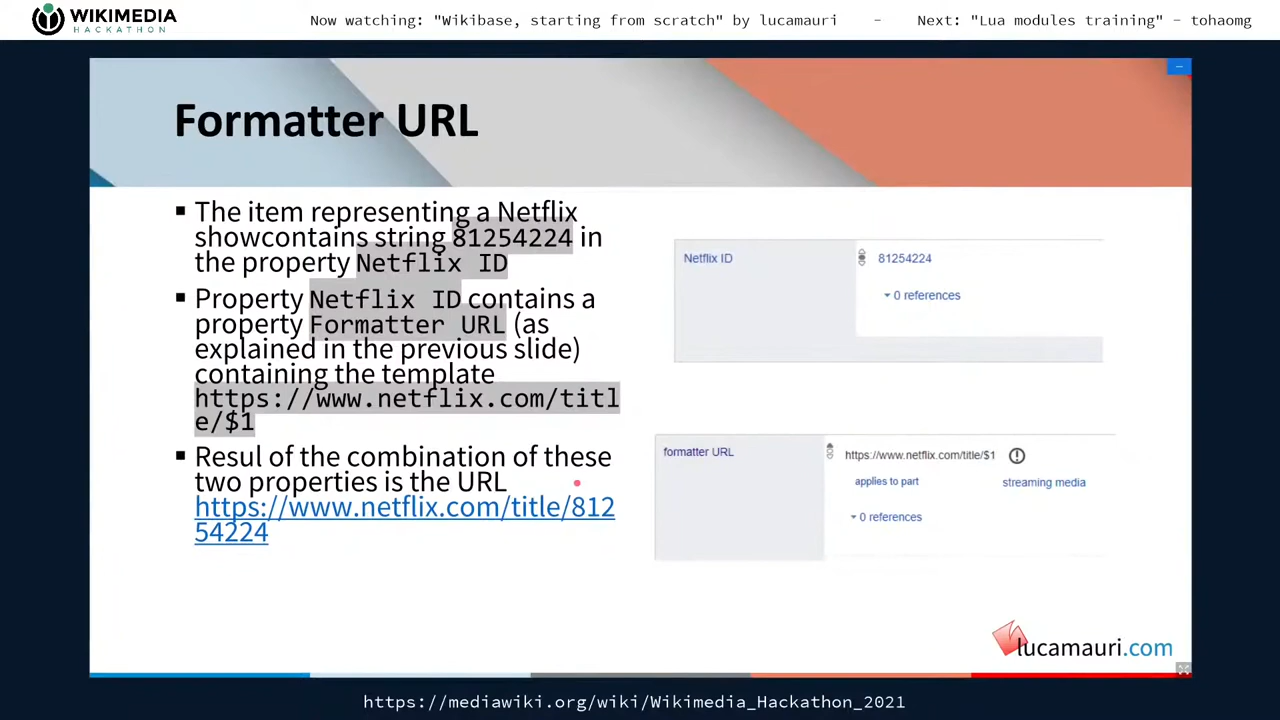 WIKIMEDIA
HACKATHON
Now watching: "Wikibase, starting from scratch" by lucamauri - Next: "Lua modules training" - tohaomg
Formatter URL
▪ The item representing a Netflix
showcontains string 81254224 in
the property Netflix ID
▪ Property Netflix ID contains a
property Formatter URL (as
explained in the previous slide)
containing the template
https://www.netflix.com/titl
e/$1
▪ Resul of the combination of these
two properties is the URL
https://www.netflix.com/title/812
54224
Netflix ID 81254224
0 references
formatter URL https://www.netflix.com/title/$1
applies to part streaming media
0 references
lucamauri.com
https://mediawiki.org/wiki/Wikimedia_Hackathon_2021